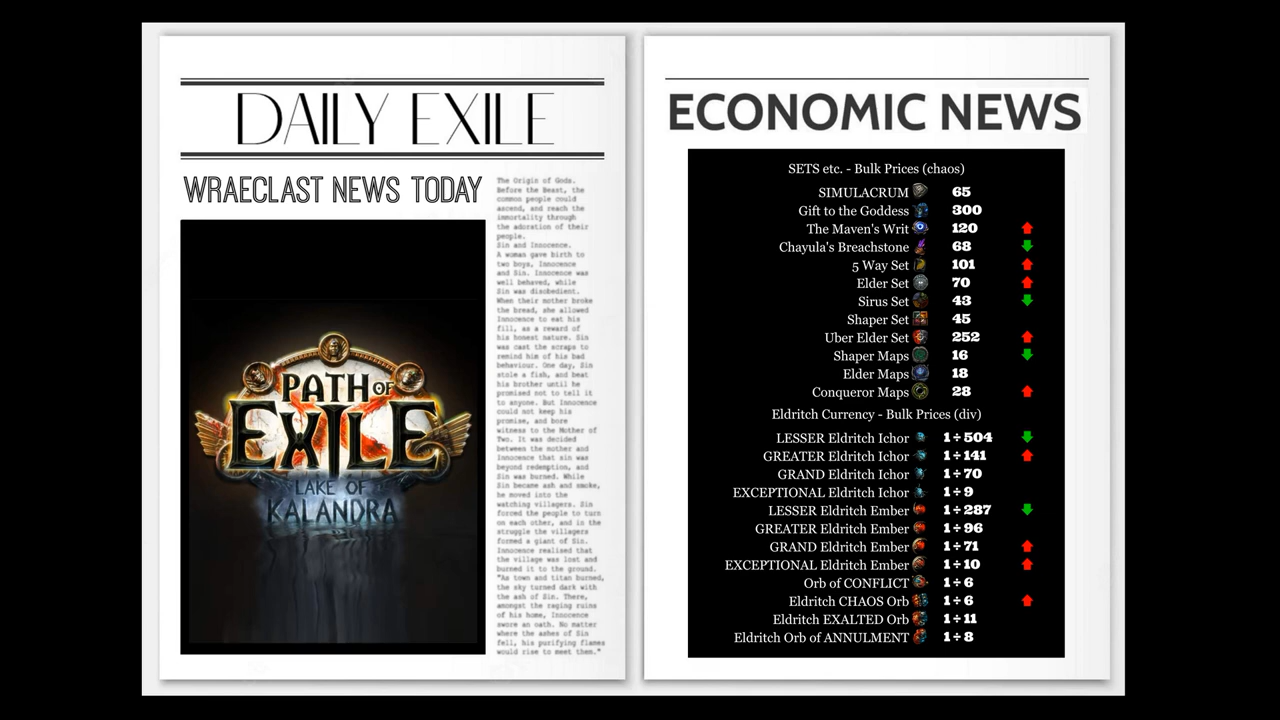 DAILY EXILE
WRAECLAST NEWS TODAY
PATH OF
EXILE
LAKE OF
KALANDRA
The Origin of Gods.
Before the Beast, the
common people could
ascend, and reach the
immortality through
the adoration of their
people.
Sin and Innocence.
A woman gave birth to
two boys, Innocence
and Sin. Innocence was
well behaved, while
Sin was disobedient.
When their mother broke
the bread, she allowed
Innocence to eat his
fill, as a reward of
his honest nature. Sin
was cast the scraps to
remind him of his bad
behaviour. One day, Sin
stole a fish, and beat
his brother until he
promised not to tell it
to anyone. But Innocence
could not keep his
promise, and bore
witness to the Mother of
Two. It was decided
between the mother and
Innocence that sin was
beyond redemption, and
Sin was burned. While
Sin became ash and smoke,
he moved into the
watching villagers. Sin
forced the people to turn
on each other, and in the
struggle the villagers
formed a giant of Sin.
Innocence realised that
the village was lost and
burned it to the ground.
"As town and titan burned,
the sky turned dark with
the ash of Sin. There,
amongst the raging ruins
of his home, Innocence
swore an oath. No matter
where the ashes of Sin
fell, his purifying flames
would rise to meet them."
ECONOMIC NEWS
SETS etc. - Bulk Prices (chaos)
SIMULACRUM 65
Gift to the Goddess 300
The Maven's Writ 120
Chayula's Breachstone 68
5 Way Set 101
Elder Set 70
Sirus Set 43
Shaper Set 45
Uber Elder Set 252
Shaper Maps 16
Elder Maps 18
Conqueror Maps 28
Eldritch Currency - Bulk Prices (div)
LESSER Eldritch Ichor 1÷504
GREATER Eldritch Ichor 1÷141
GRAND Eldritch Ichor 1÷70
EXCEPTIONAL Eldritch Ichor 1÷9
LESSER Eldritch Ember 1÷287
GREATER Eldritch Ember 1÷96
GRAND Eldritch Ember 1÷71
EXCEPTIONAL Eldritch Ember 1÷10
Orb of CONFLICT 1÷6
Eldritch CHAOS Orb 1÷6
Eldritch EXALTED Orb 1÷11
Eldritch Orb of ANNULMENT 1÷8